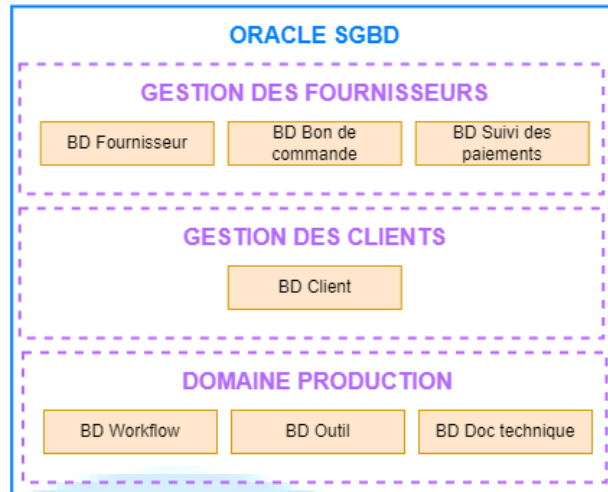 ORACLE SGBD
GESTION DES FOURNISSEURS
BD Fournisseur
BD Bon de
commande
BD Suivi des
paiements
GESTION DES CLIENTS
BD Client
DOMAINE PRODUCTION
BD Workflow
BD Outil
BD Doc technique